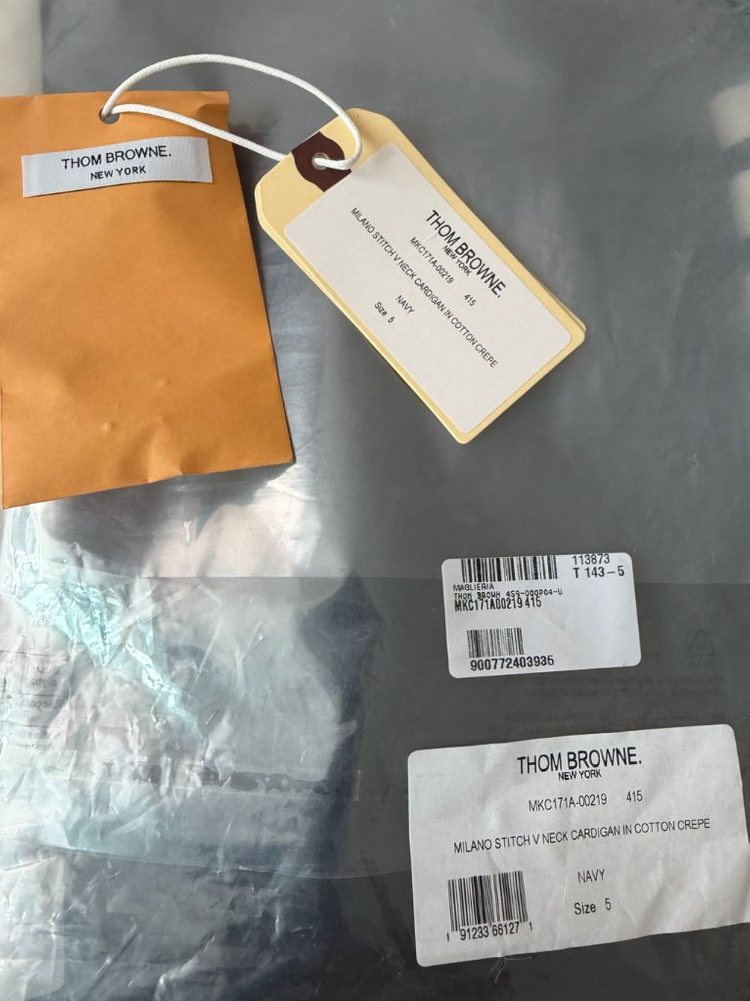 THOM BROWNE.
NEW YORK
THOM BROWNE.
NEW YORK
MKC171A-00219 415
MILANO STITCH V NECK CARDIGAN IN COTTON CREPE
NAVY
Size 5
113873
T 143-5
MAGLIERIA
THOM BROWN 459-000P04-U
MKC171A00219 415
900772403935
THOM BROWNE.
NEW YORK
MKC171A-00219 415
MILANO STITCH V NECK CARDIGAN IN COTTON CREPE
NAVY
Size 5
1 91233 66127 1